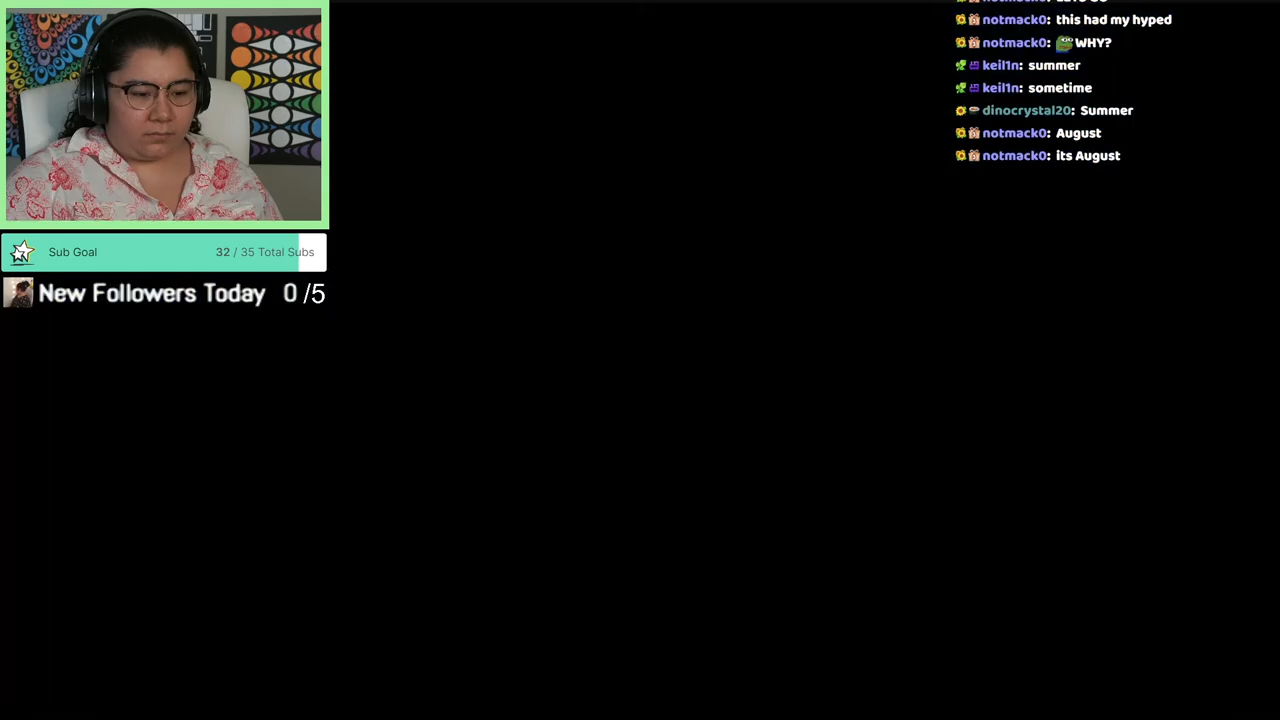 notmack0: this had my hyped
notmack0: WHY?
keil1n: summer
keil1n: sometime
dinocrystal20: Summer
notmack0: August
notmack0: its August
Sub Goal 32 / 35 Total Subs
New Followers Today 0 /5